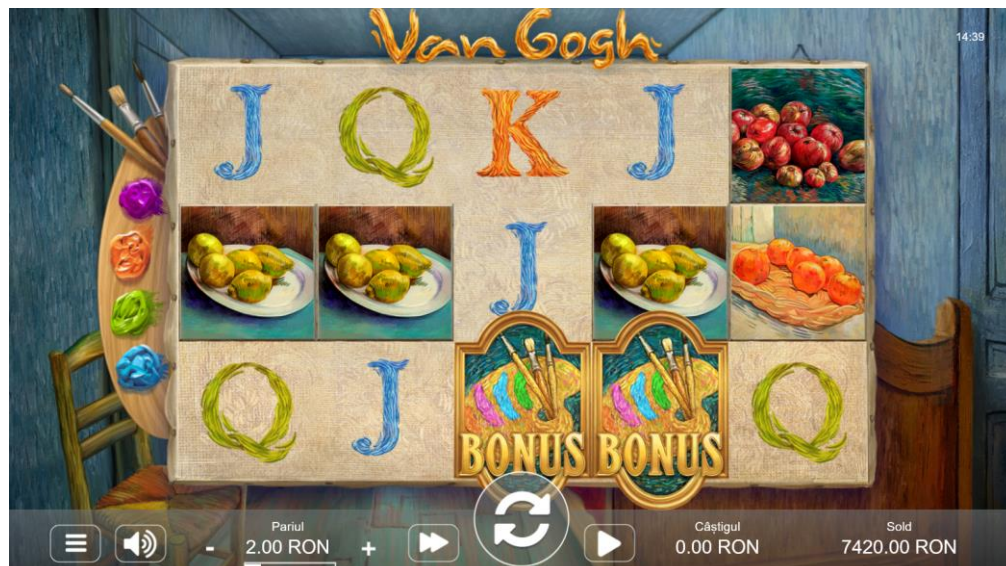 Van Gogh
14:39
J Q K J
J
Q J BONUS BONUS Q
Pariul
- 2.00 RON +
Câștigul
0.00 RON
Sold
7420.00 RON